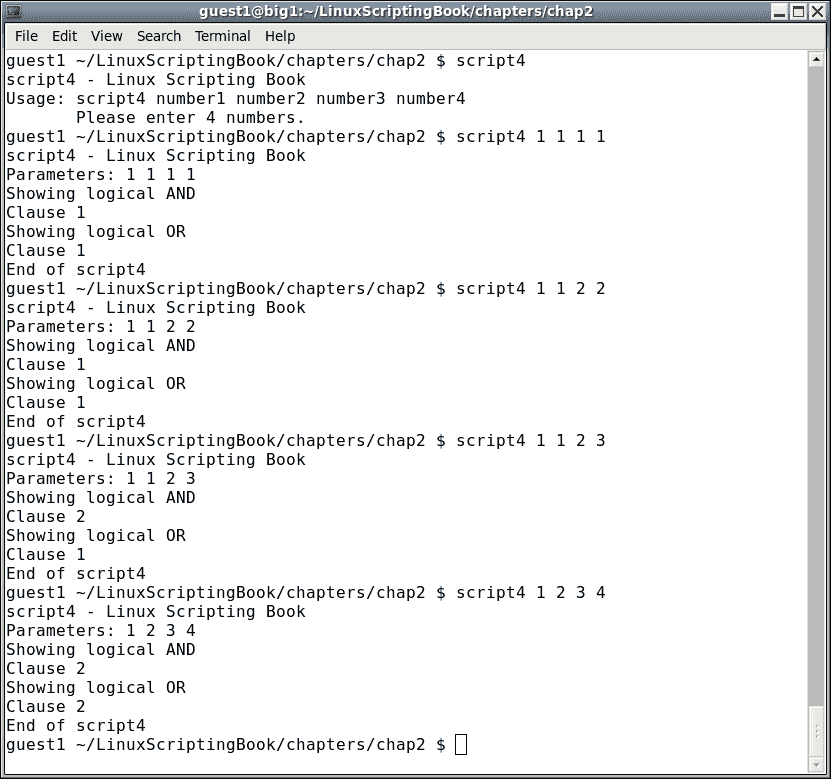 guest1@big1:~/LinuxScriptingBook/chapters/chap2
File Edit View Search Terminal Help
guest1 ~/LinuxScriptingBook/chapters/chap2 $ script4
script4 - Linux Scripting Book
Usage: script4 number1 number2 number3 number4
       Please enter 4 numbers.
guest1 ~/LinuxScriptingBook/chapters/chap2 $ script4 1 1 1 1
script4 - Linux Scripting Book
Parameters: 1 1 1 1
Showing logical AND
Clause 1
Showing logical OR
Clause 1
End of script4
guest1 ~/LinuxScriptingBook/chapters/chap2 $ script4 1 1 2 2
script4 - Linux Scripting Book
Parameters: 1 1 2 2
Showing logical AND
Clause 1
Showing logical OR
Clause 1
End of script4
guest1 ~/LinuxScriptingBook/chapters/chap2 $ script4 1 1 2 3
script4 - Linux Scripting Book
Parameters: 1 1 2 3
Showing logical AND
Clause 2
Showing logical OR
Clause 1
End of script4
guest1 ~/LinuxScriptingBook/chapters/chap2 $ script4 1 2 3 4
script4 - Linux Scripting Book
Parameters: 1 2 3 4
Showing logical AND
Clause 2
Showing logical OR
Clause 2
End of script4
guest1 ~/LinuxScriptingBook/chapters/chap2 $